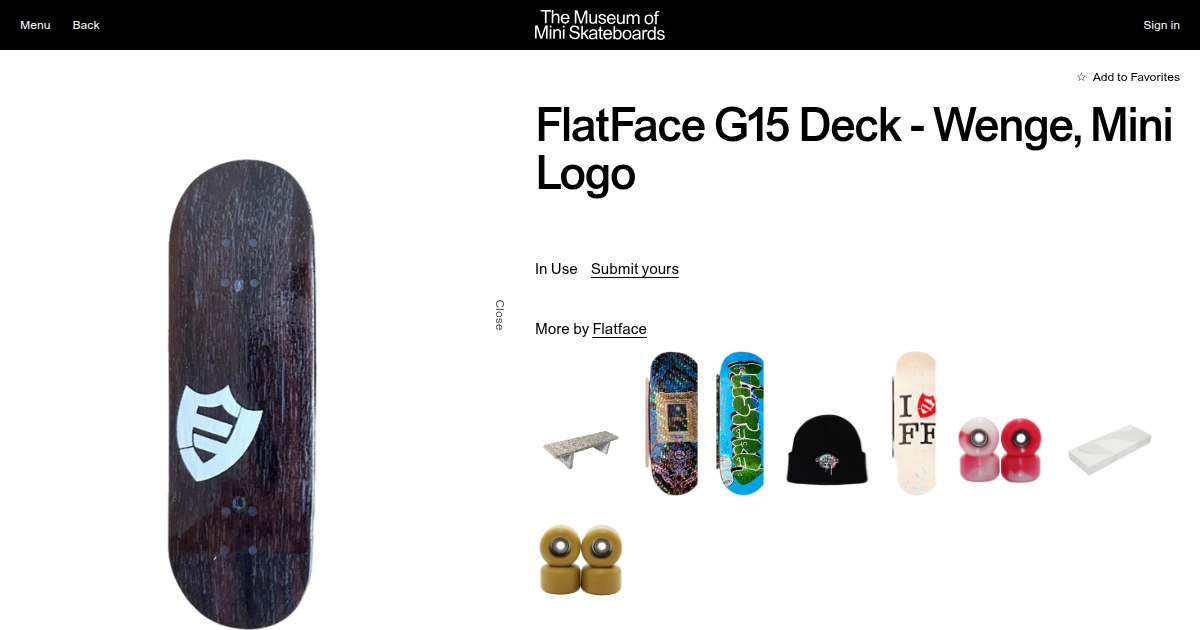 Menu
Back
The Museum of
Mini Skateboards
Sign in
☆ Add to Favorites
FlatFace G15 Deck - Wenge, Mini
Logo
In Use
Submit yours
Close
More by Flatface
I
FF